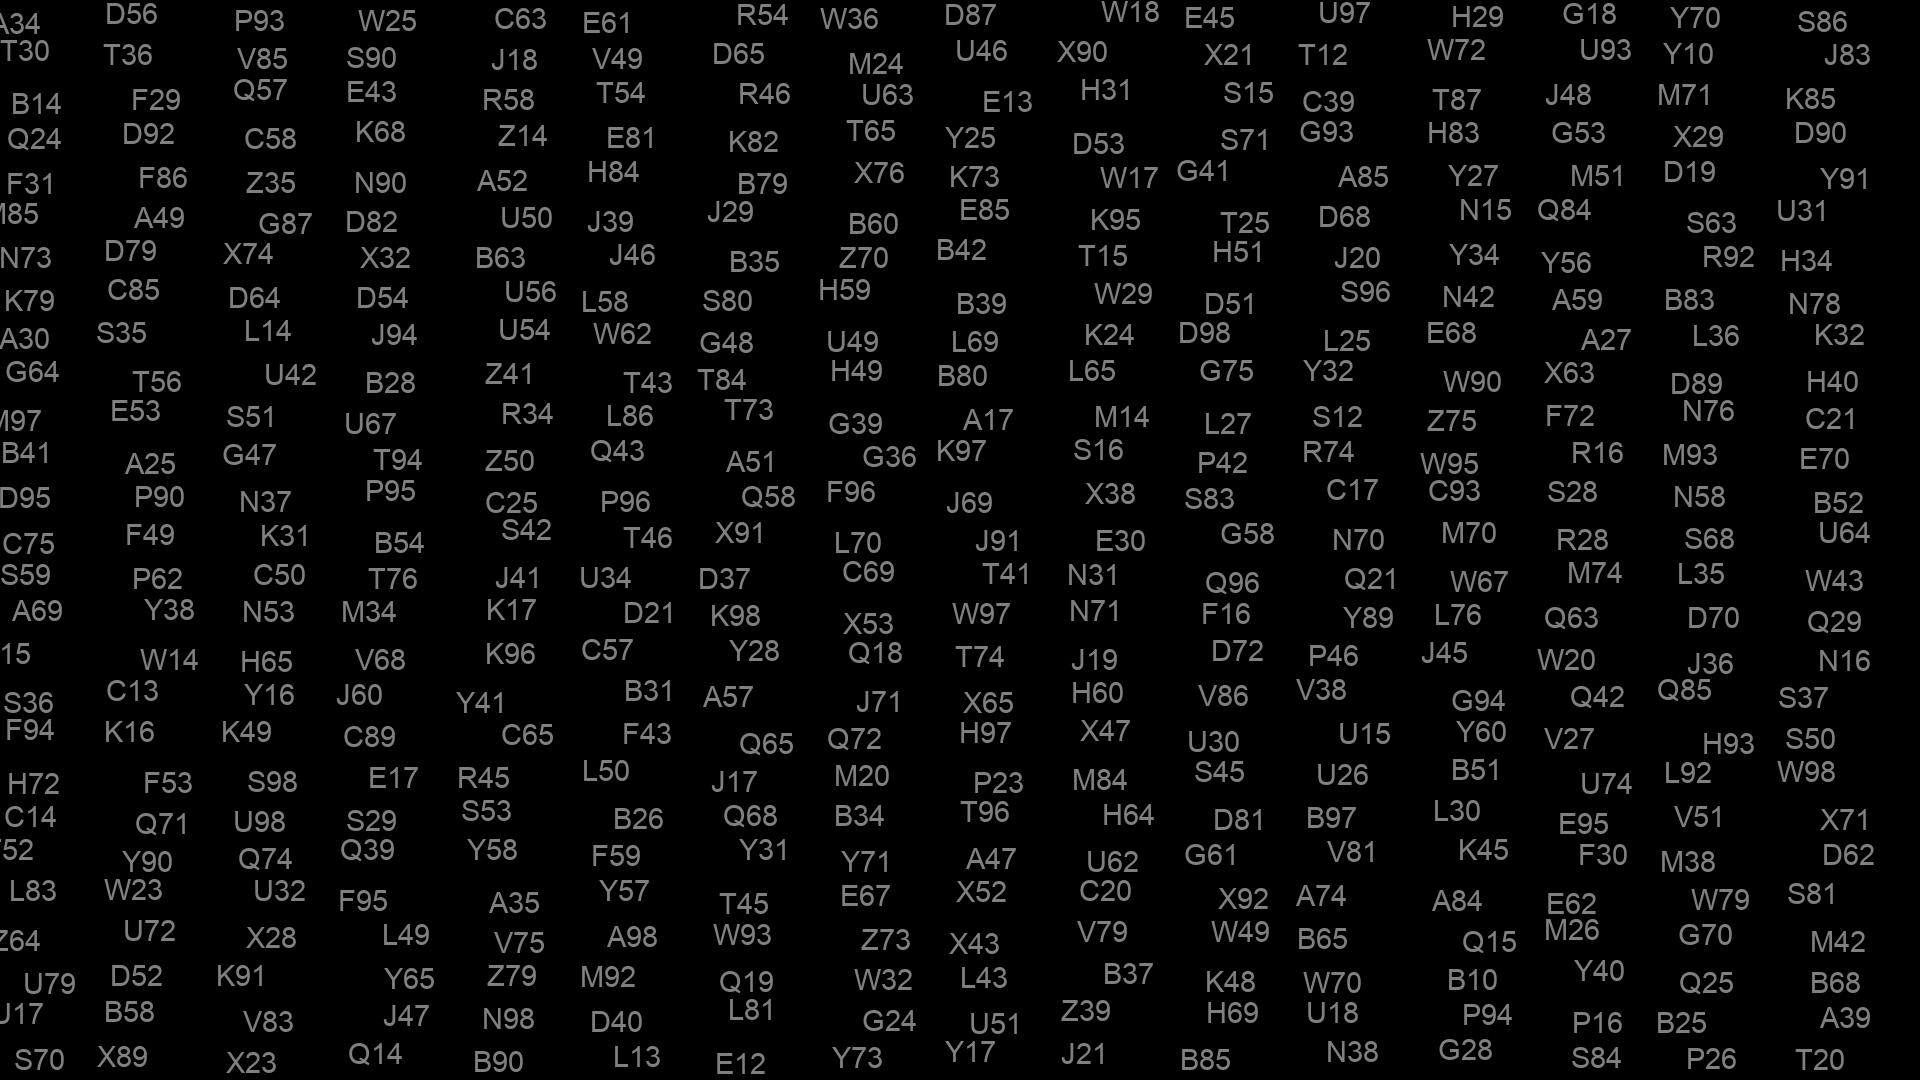 A34 D56 P93 W25 C63 E61 R54 W36 D87 W18 E45 U97 H29 G18 Y70 S86
T30 T36 V85 S90 J18 V49 D65 M24 U46 X90 X21 T12 W72 U93 Y10 J83
B14 F29 Q57 E43 R58 T54 R46 U63 E13 H31 S15 C39 T87 J48 M71 K85
Q24 D92 C58 K68 Z14 E81 K82 T65 Y25 D53 S71 G93 H83 G53 X29 D90
F31 F86 Z35 N90 A52 H84 B79 X76 K73 W17 G41 A85 Y27 M51 D19 Y91
M85 A49 G87 D82 U50 J39 J29 B60 E85 K95 T25 D68 N15 Q84 S63 U31
N73 D79 X74 X32 B63 J46 B35 Z70 B42 T15 H51 J20 Y34 Y56 R92 H34
K79 C85 D64 D54 U56 L58 S80 H59 B39 W29 D51 S96 N42 A59 B83 N78
A30 S35 L14 J94 U54 W62 G48 U49 L69 K24 D98 L25 E68 A27 L36 K32
G64 T56 U42 B28 Z41 T43 T84 H49 B80 L65 G75 Y32 W90 X63 D89 H40
M97 E53 S51 U67 R34 L86 T73 G39 A17 M14 L27 S12 Z75 F72 N76 C21
B41 A25 G47 T94 Z50 Q43 A51 G36 K97 S16 P42 R74 W95 R16 M93 E70
D95 P90 N37 P95 C25 P96 Q58 F96 J69 X38 S83 C17 C93 S28 N58 B52
C75 F49 K31 B54 S42 T46 X91 L70 J91 E30 G58 N70 M70 R28 S68 U64
S59 P62 C50 T76 J41 U34 D37 C69 T41 N31 Q96 Q21 W67 M74 L35 W43
A69 Y38 N53 M34 K17 D21 K98 X53 W97 N71 F16 Y89 L76 Q63 D70 Q29
15 W14 H65 V68 K96 C57 Y28 Q18 T74 J19 D72 P46 J45 W20 J36 N16
S36 C13 Y16 J60 Y41 B31 A57 J71 X65 H60 V86 V38 G94 Q42 Q85 S37
F94 K16 K49 C89 C65 F43 Q65 Q72 H97 X47 U30 U15 Y60 V27 H93 S50
H72 F53 S98 E17 R45 L50 J17 M20 P23 M84 S45 U26 B51 U74 L92 W98
C14 Q71 U98 S29 S53 B26 Q68 B34 T96 H64 D81 B97 L30 E95 V51 X71
52 Y90 Q74 Q39 Y58 F59 Y31 Y71 A47 U62 G61 V81 K45 F30 M38 D62
L83 W23 U32 F95 A35 Y57 T45 E67 X52 C20 X92 A74 A84 E62 W79 S81
Z64 U72 X28 L49 V75 A98 W93 Z73 X43 V79 W49 B65 Q15 M26 G70 M42
U79 D52 K91 Y65 Z79 M92 Q19 W32 L43 B37 K48 W70 B10 Y40 Q25 B68
U17 B58 V83 J47 N98 D40 L81 G24 U51 Z39 H69 U18 P94 P16 B25 A39
S70 X89 X23 Q14 B90 L13 E12 Y73 Y17 J21 B85 N38 G28 S84 P26 T20